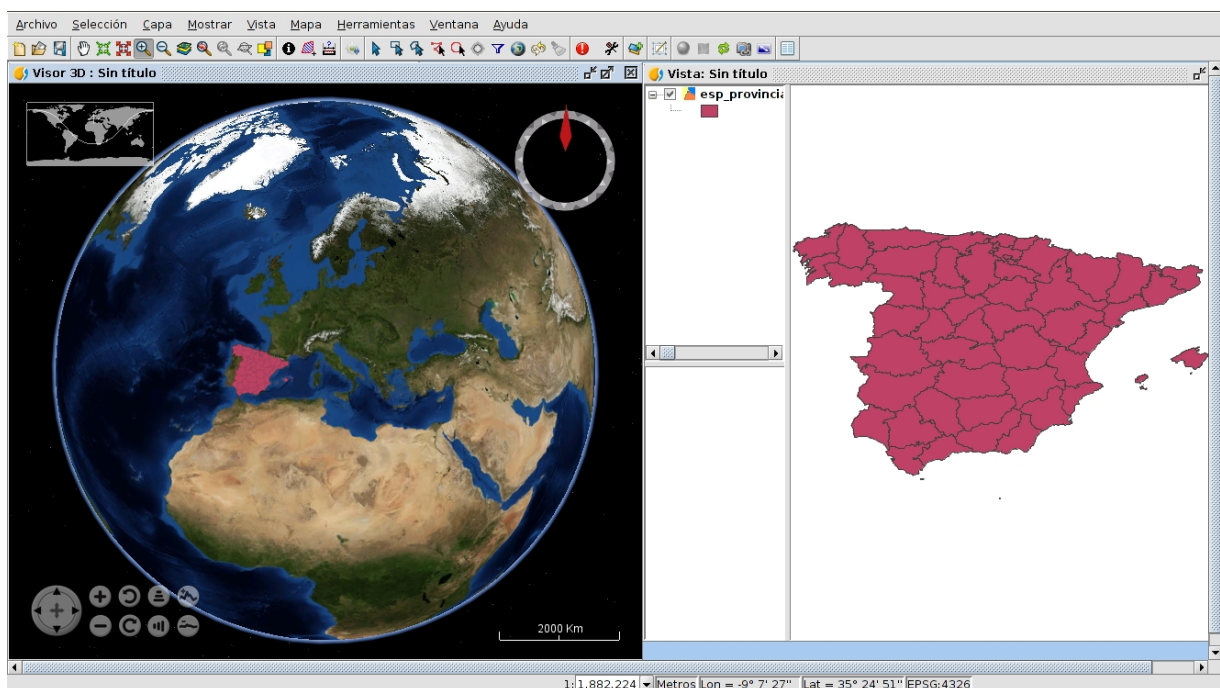 Archivo Selección Capa Mostrar Vista Mapa Herramientas Ventana Ayuda
Visor 3D : Sin título
Vista: Sin título
esp_provincia
2000 Km
1: 1.882.224 Metros Lon = -9° 7' 27" Lat = 35° 24' 51" EPSG:4326